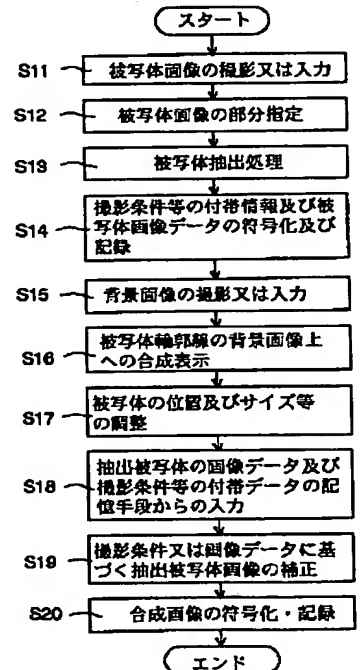 スタート
S11 被写体画像の撮影又は入力
S12 被写体画像の部分指定
S13 被写体抽出処理
S14 撮影条件等の付帯情報及び被
写体画像データの符号化及び
記録
S15 背景画像の撮影又は入力
S16 被写体輪郭線の背景画像上
への合成表示
S17 被写体の位置及びサイズ等
の調整
S18 抽出被写体の画像データ及び
撮影条件等の付帯データの記
憶手段からの入力
S19 撮影条件又は画像データに基
づく抽出被写体画像の補正
S20 合成画像の符号化・記録
エンド